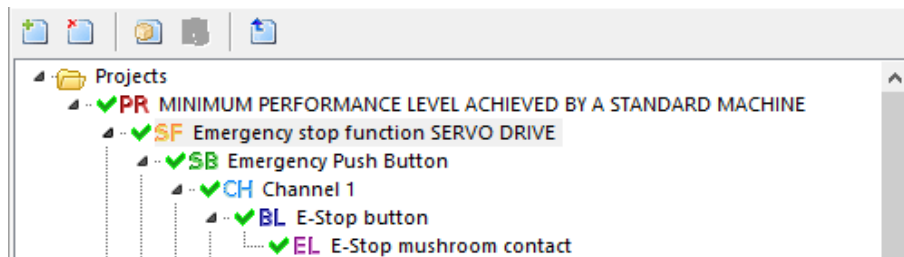 Projects
PR MINIMUM PERFORMANCE LEVEL ACHIEVED BY A STANDARD MACHINE
SF Emergency stop function SERVO DRIVE
SB Emergency Push Button
CH Channel 1
BL E-Stop button
EL E-Stop mushroom contact